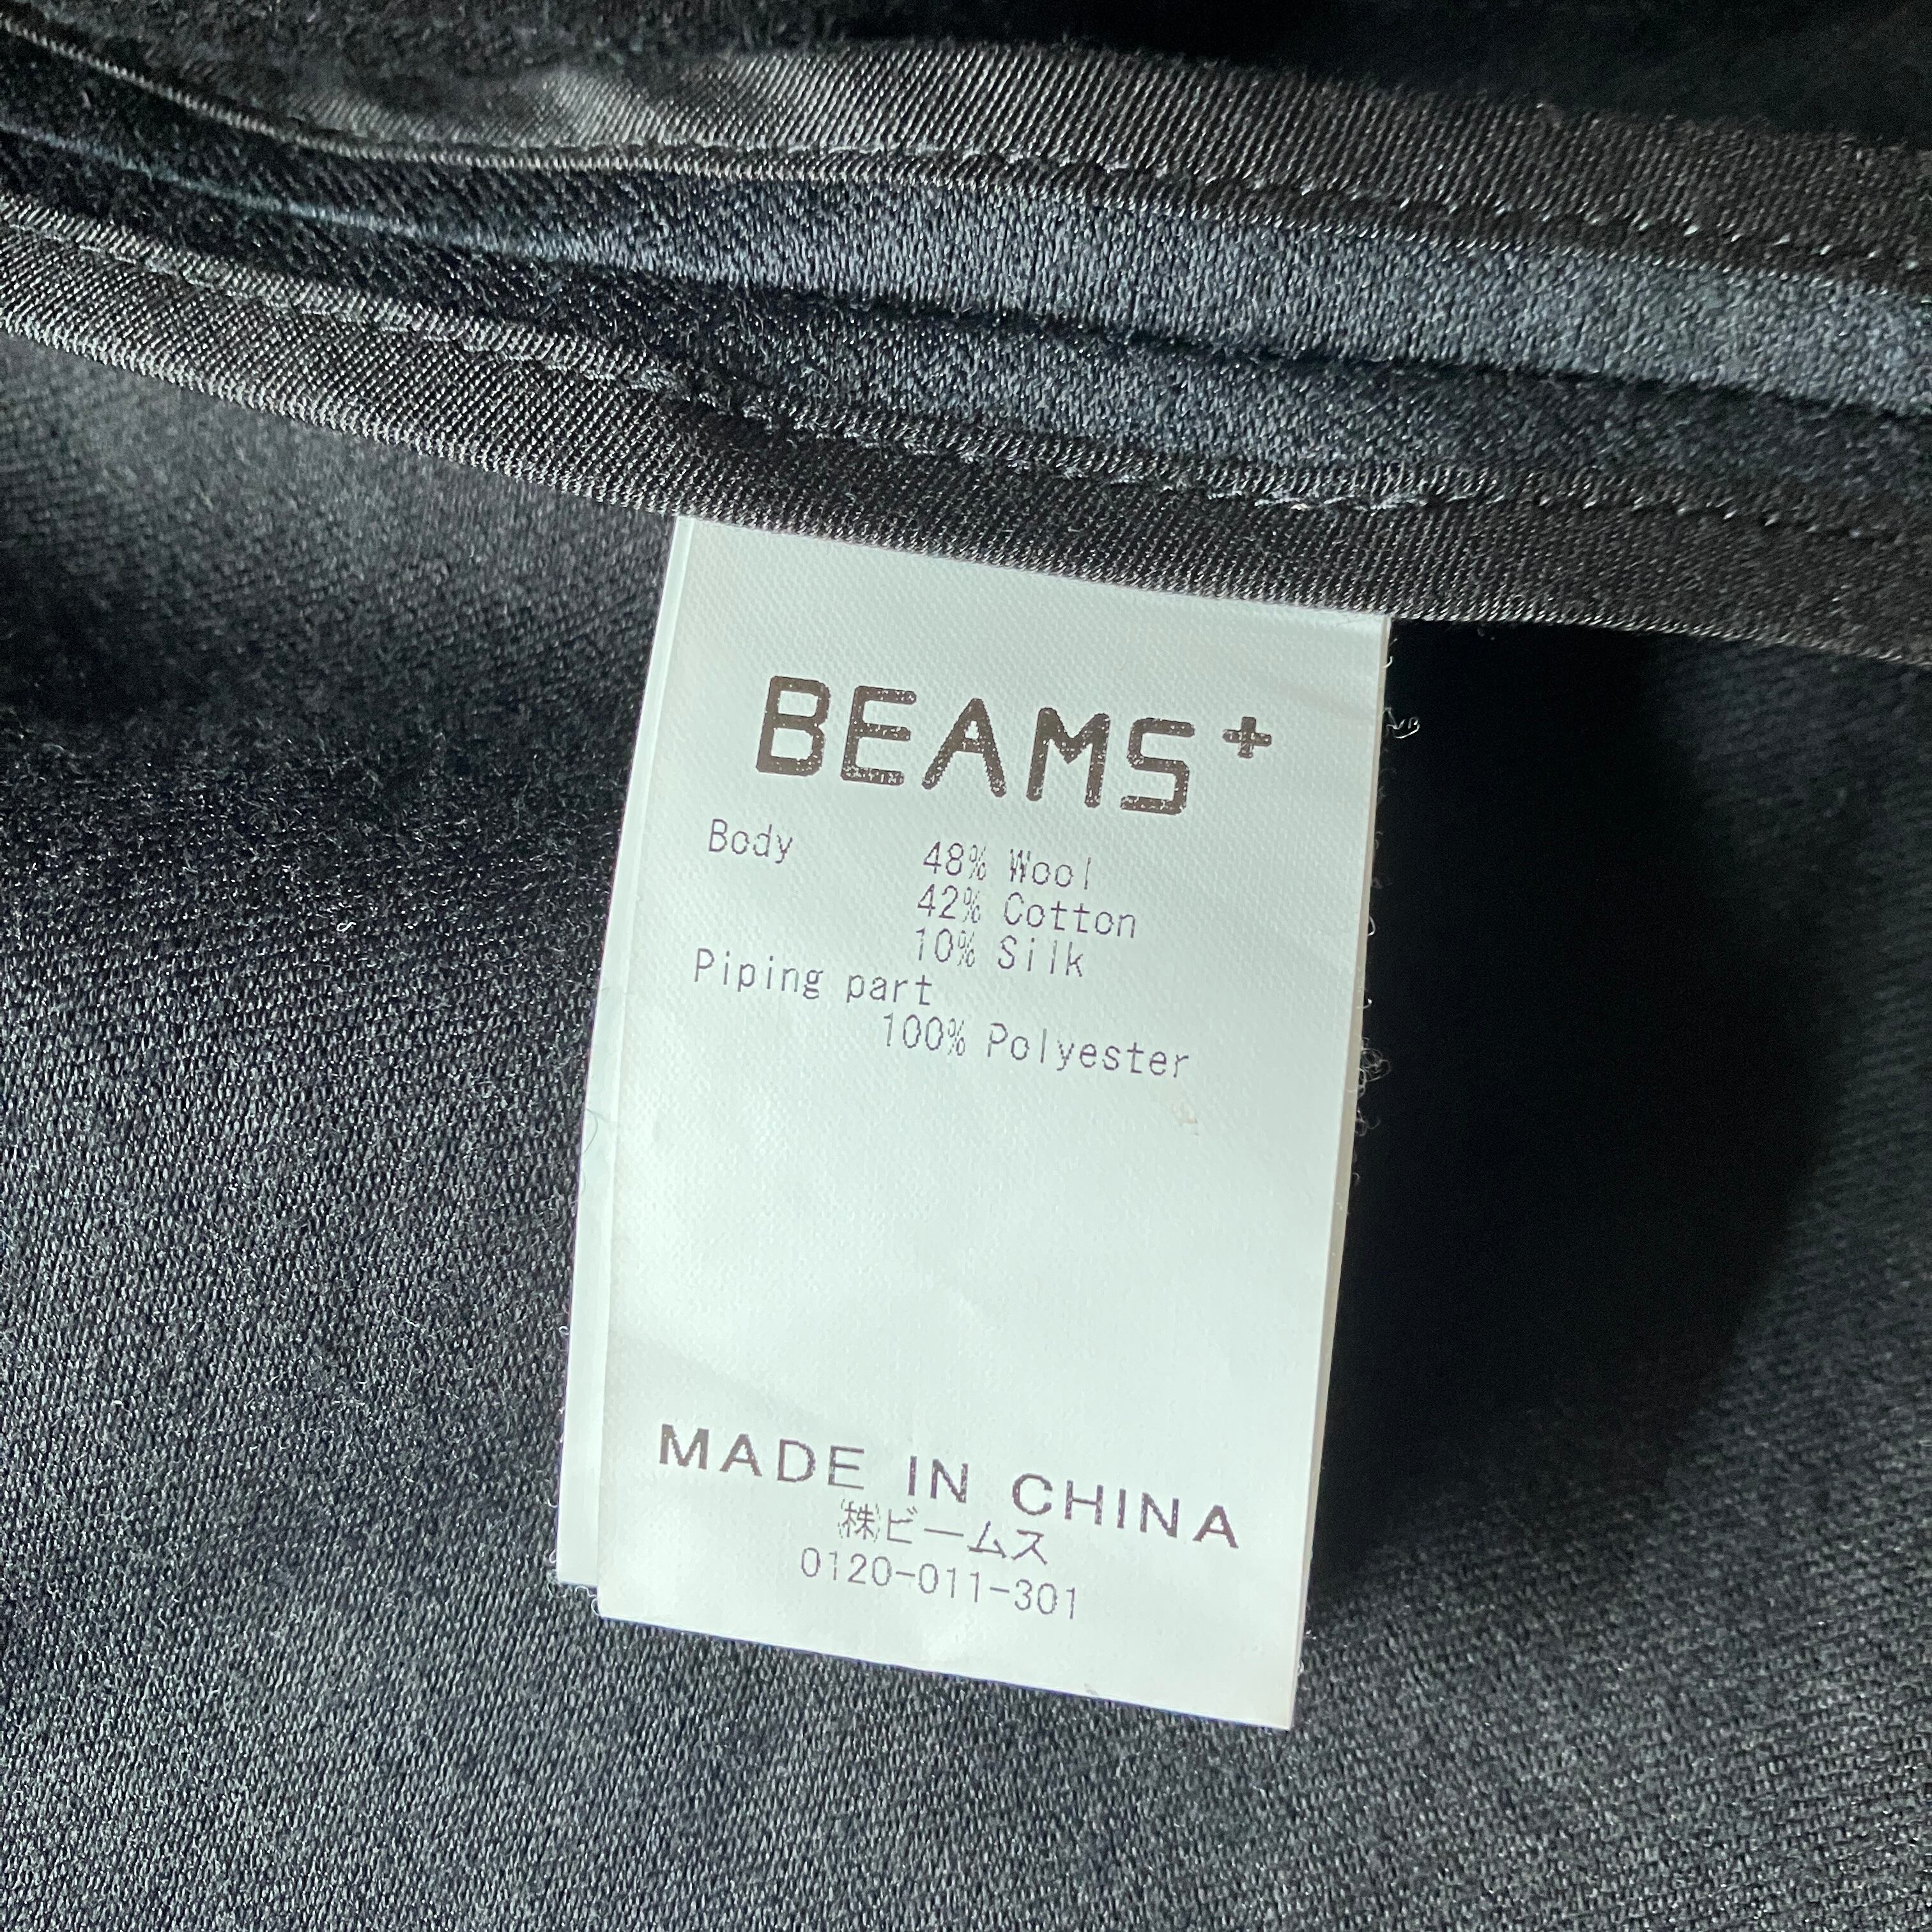 BEAMS+
Body 48% Wool
42% Cotton
10% Silk
Piping part
100% Polyester
MADE IN CHINA
㈱ビームス
0120-011-301